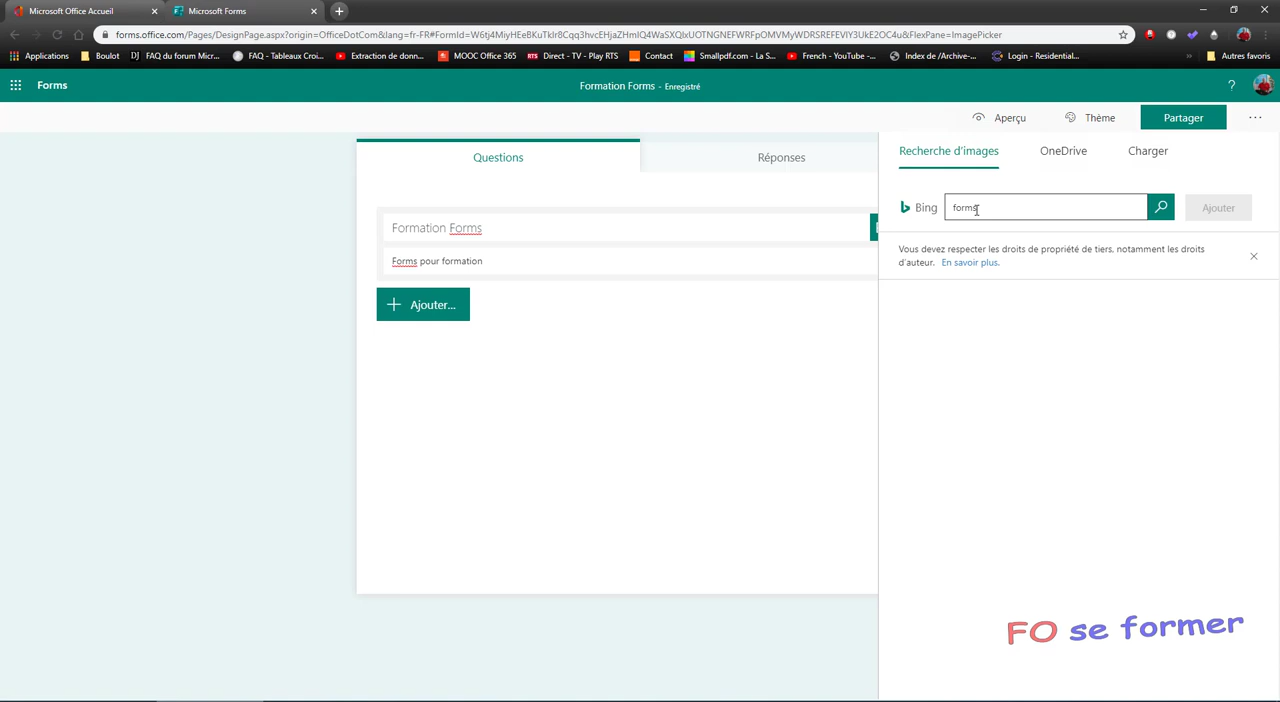 Microsoft Office Accueil
Microsoft Forms
forms.office.com/Pages/DesignPage.aspx?origin=OfficeDotCom&lang=fr-FR#FormId=W6tj4MiyHEeBKuTklr8Cqq3hvcEHjaZHmIQ4WaSXQlxUOTNGNEFWRFpOMVMyWDRSREFEVlY3UkE2OC4u&FlexPane=ImagePicker
Applications
Boulot
FAQ du forum Micr...
FAQ - Tableaux Croi...
Extraction de donn...
MOOC Office 365
Direct - TV - Play RTS
Contact
Smallpdf.com - La S...
French - YouTube -...
Index de /Archive-...
Login - Residential...
»
Autres favoris
Forms
Formation Forms - Enregistré
?
Aperçu
Thème
Partager
...
Questions
Réponses
Recherche d'images
OneDrive
Charger
Formation Forms
Forms pour formation
Ajouter...
Bing
forms
Ajouter
Vous devez respecter les droits de propriété de tiers, notamment les droits
d'auteur. En savoir plus.
FO se former